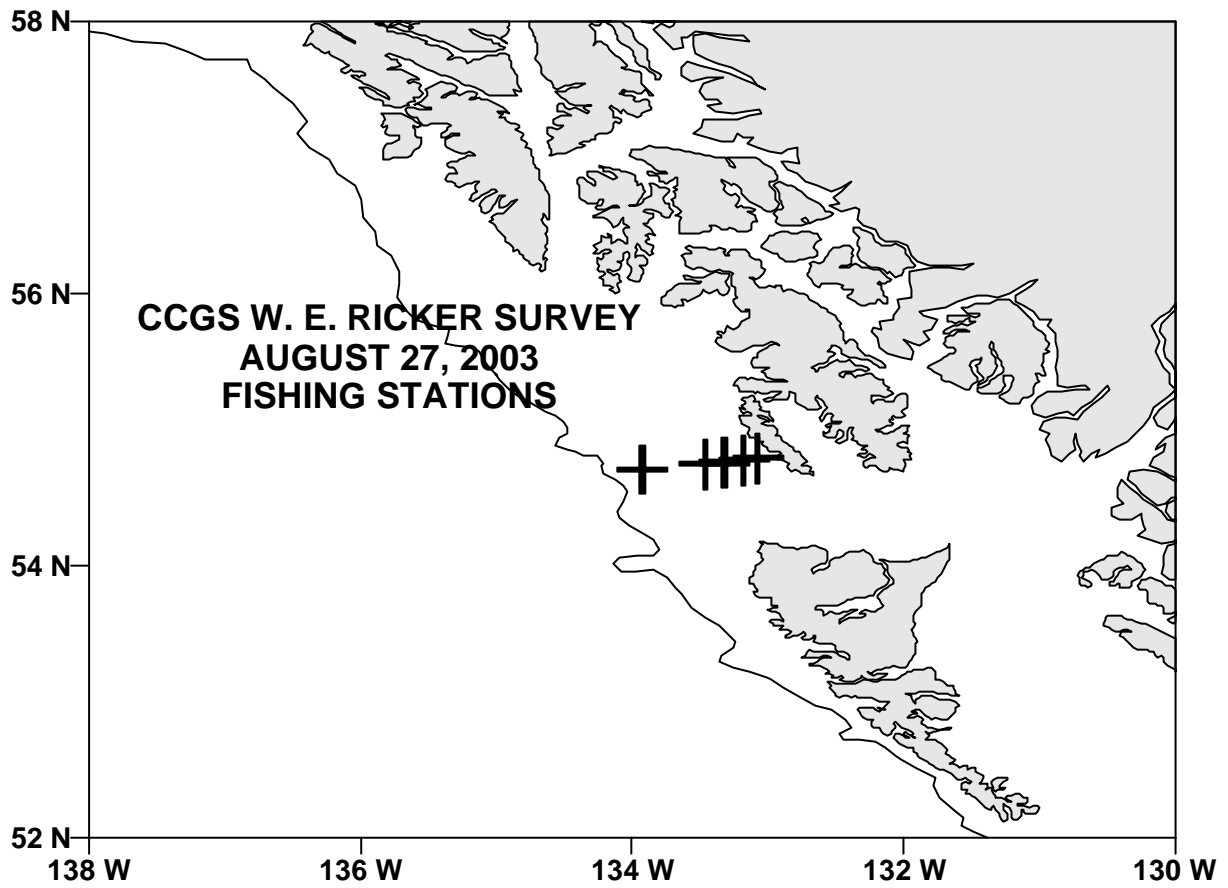 58 N
56 N
CCGS W. E. RICKER SURVEY
AUGUST 27, 2003
FISHING STATIONS
54 N
52 N
138 W 136 W 134 W 132 W 130 W